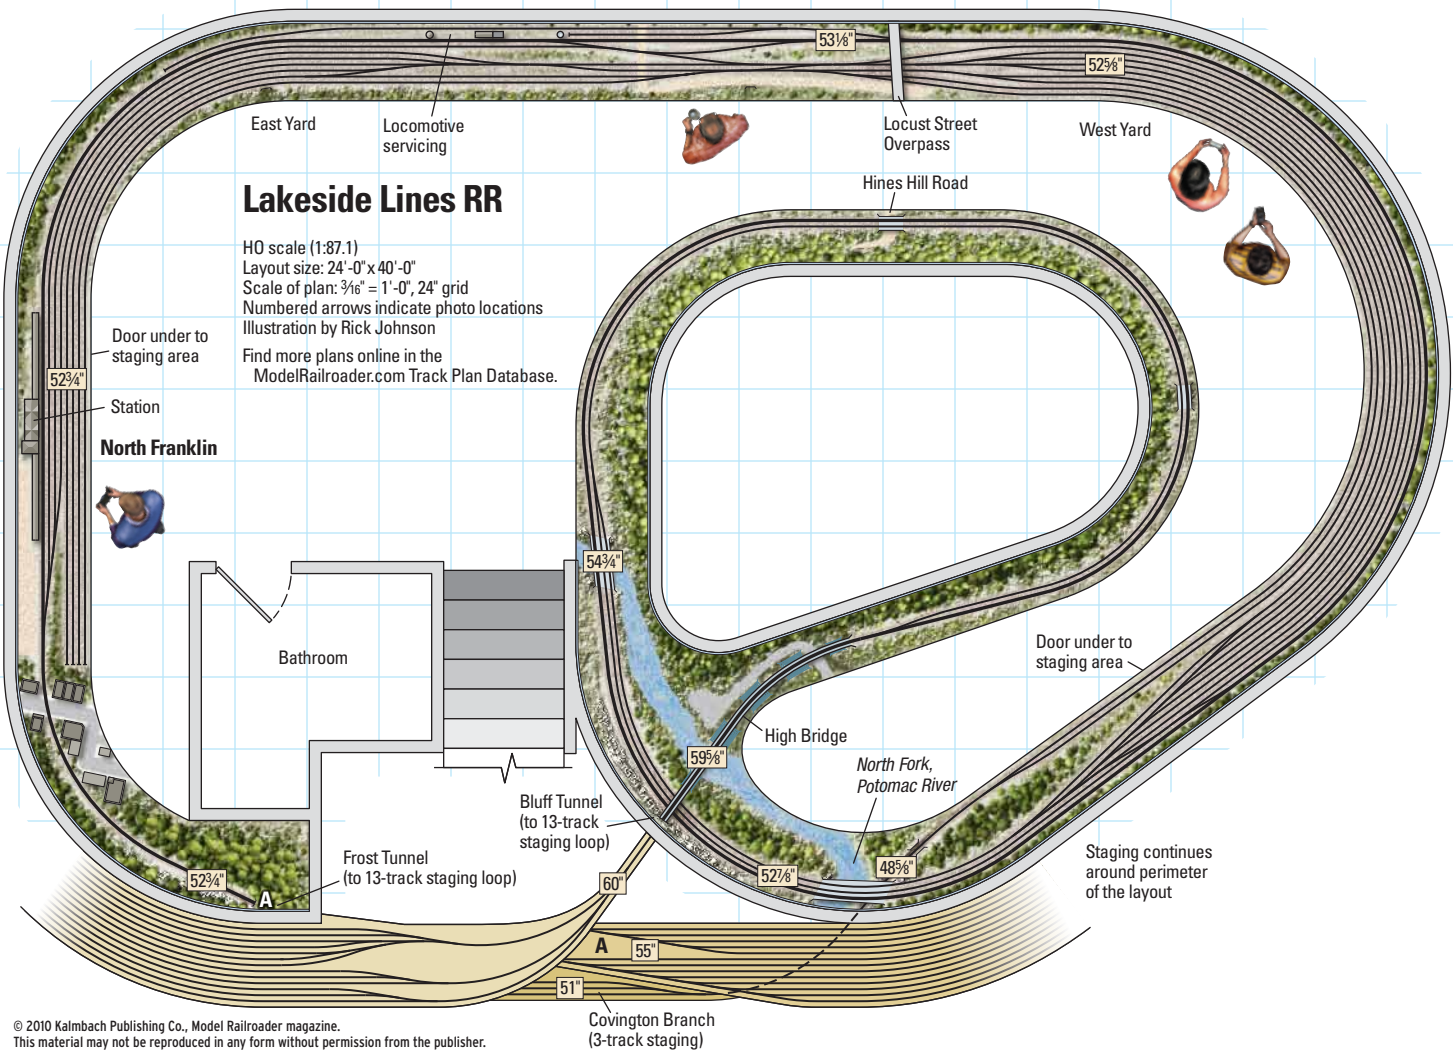 53⅛"
52⅝"
East Yard
Locomotive
servicing
Locust Street
Overpass
West Yard
Hines Hill Road
Lakeside Lines RR
HO scale (1:87.1)
Layout size: 24'-0" x 40'-0"
Scale of plan: 3⁄16" = 1'-0", 24" grid
Numbered arrows indicate photo locations
Illustration by Rick Johnson
Find more plans online in the
ModelRailroader.com Track Plan Database.
Door under to
staging area
52¾"
Station
North Franklin
54¾"
Bathroom
Door under to
staging area
High Bridge
59⅝"
North Fork,
Potomac River
Bluff Tunnel
(to 13-track
staging loop)
Frost Tunnel
(to 13-track staging loop)
52¾"
A
60"
52⅞"
48⅝"
Staging continues
around perimeter
of the layout
A
55"
51"
Covington Branch
(3-track staging)
© 2010 Kalmbach Publishing Co., Model Railroader magazine.
This material may not be reproduced in any form without permission from the publisher.